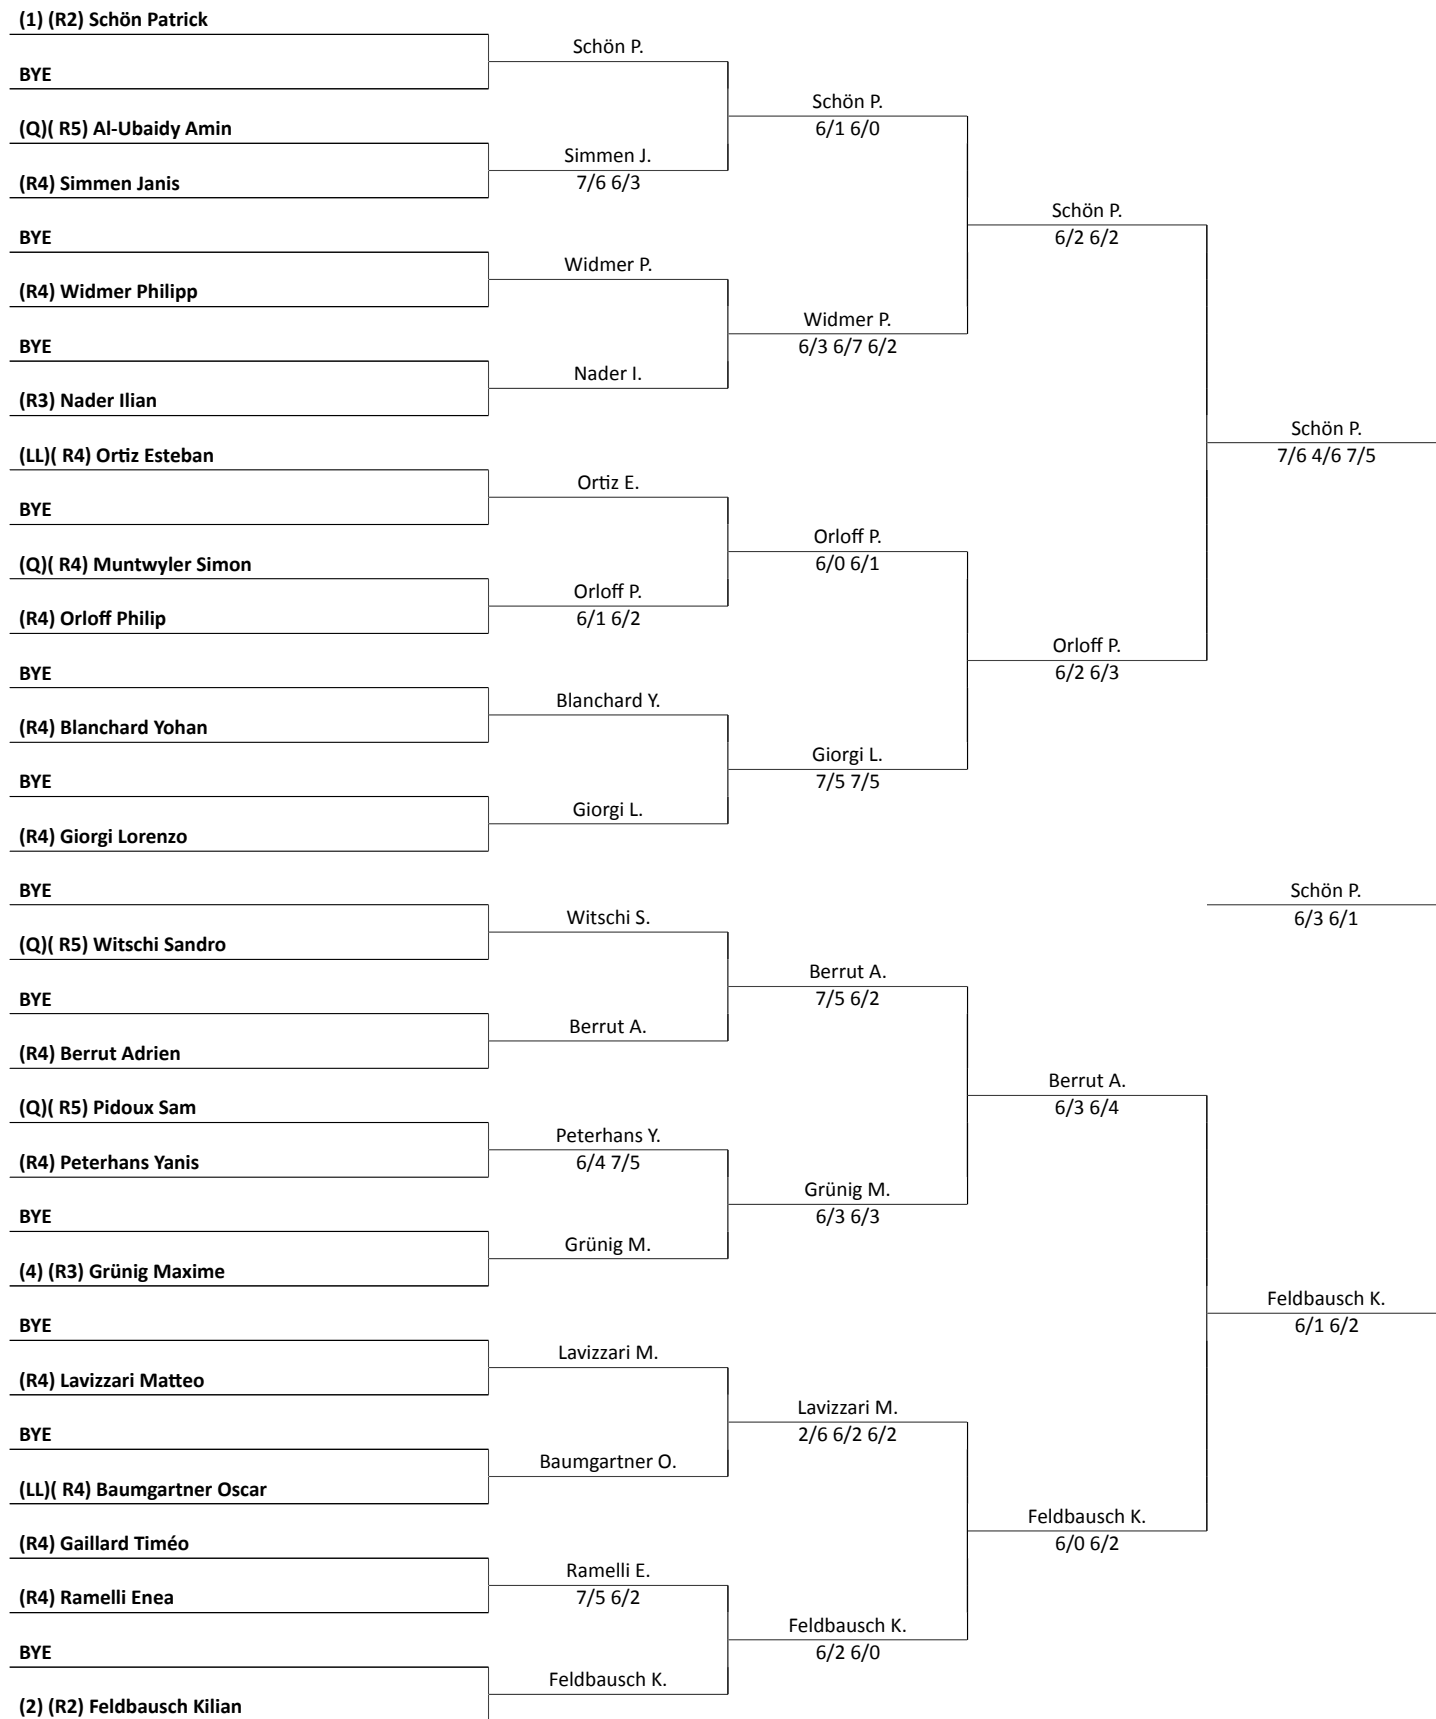 (1) (R2) Schön Patrick
Schön P.
BYE
Schön P.
6/1 6/0
(Q)( R5) Al-Ubaidy Amin
Simmen J.
7/6 6/3
(R4) Simmen Janis
Schön P.
6/2 6/2
BYE
Widmer P.
(R4) Widmer Philipp
Widmer P.
6/3 6/7 6/2
BYE
Nader I.
(R3) Nader Ilian
Schön P.
7/6 4/6 7/5
(LL)( R4) Ortiz Esteban
Ortiz E.
BYE
Orloff P.
6/0 6/1
(Q)( R4) Muntwyler Simon
Orloff P.
6/1 6/2
(R4) Orloff Philip
Orloff P.
6/2 6/3
BYE
Blanchard Y.
(R4) Blanchard Yohan
Giorgi L.
7/5 7/5
BYE
Giorgi L.
(R4) Giorgi Lorenzo
BYE
Schön P.
6/3 6/1
Witschi S.
(Q)( R5) Witschi Sandro
Berrut A.
7/5 6/2
BYE
Berrut A.
(R4) Berrut Adrien
Berrut A.
6/3 6/4
(Q)( R5) Pidoux Sam
Peterhans Y.
6/4 7/5
(R4) Peterhans Yanis
Grünig M.
6/3 6/3
BYE
Grünig M.
(4) (R3) Grünig Maxime
Feldbausch K.
6/1 6/2
BYE
Lavizzari M.
(R4) Lavizzari Matteo
Lavizzari M.
2/6 6/2 6/2
BYE
Baumgartner O.
(LL)( R4) Baumgartner Oscar
Feldbausch K.
6/0 6/2
(R4) Gaillard Timéo
Ramelli E.
7/5 6/2
(R4) Ramelli Enea
Feldbausch K.
6/2 6/0
BYE
Feldbausch K.
(2) (R2) Feldbausch Kilian